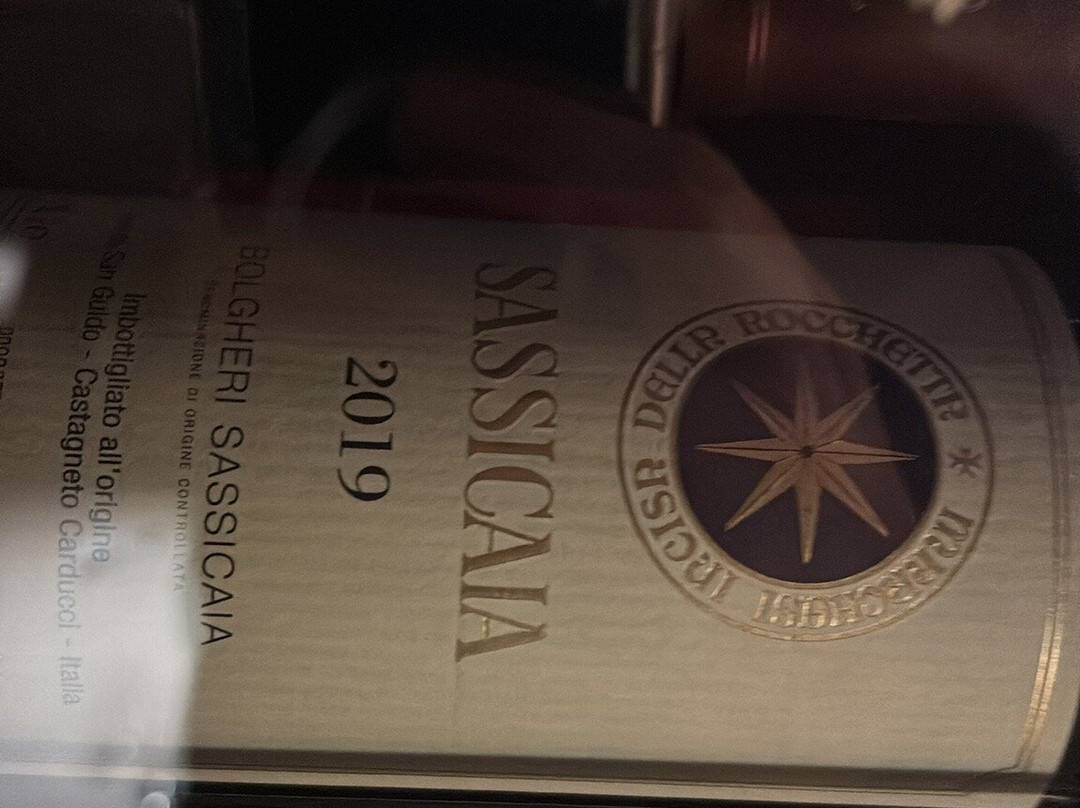 MARCHESI INCISA DELLA ROCCHETTA *
SASSICAIA
2019
BOLGHERI SASSICAIA
DENOMINAZIONE DI ORIGINE CONTROLLATA
Imbottigliato all'origine
San Guido - Castagneto Carducci - Italia